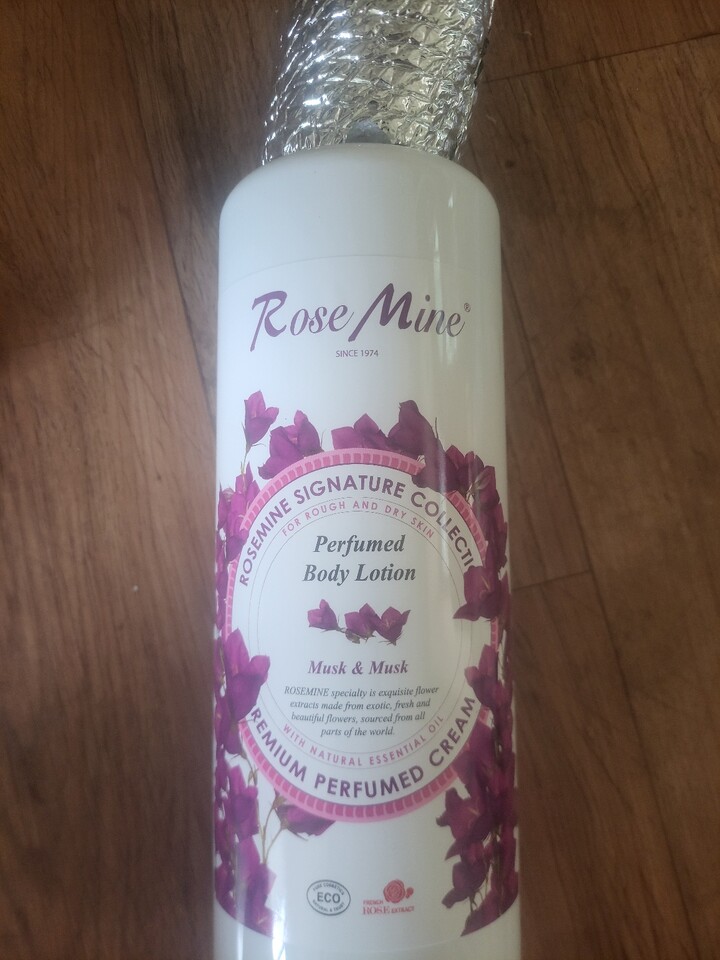 Rose Mine®
SINCE 1974
ROSEMINE SIGNATURE COLLECTI
FOR ROUGH AND DRY SKIN
Perfumed
Body Lotion
Musk & Musk
ROSEMINE specialty is exquisite flower
extracts made from exotic, fresh and
beautiful flowers, sourced from all
parts of the world.
WITH NATURAL ESSENTIAL OIL
REMIUM PERFUMED CREAM
ECO
FRENCH
ROSE EXTRACT